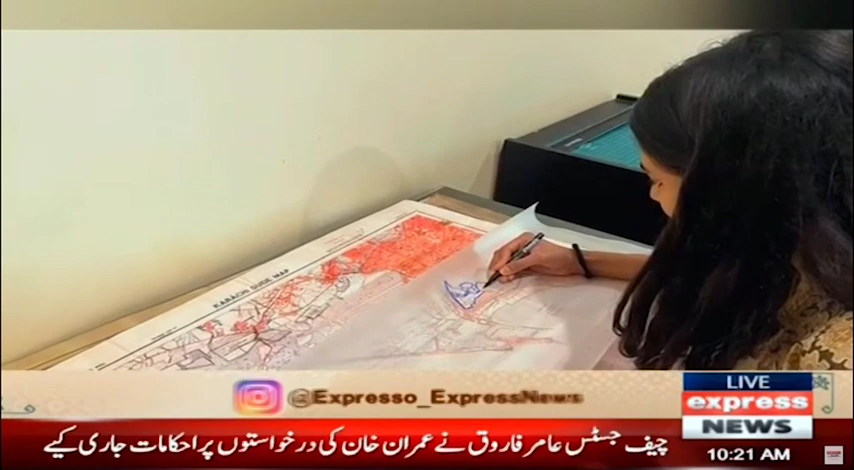 KARACHI GUIDE MAP
@Expresso_ExpressNews
LIVE
express
NEWS
چیف جسٹس عامر فاروق نے عمران خان کی درخواستوں پر احکامات جاری کیے
10:21 AM